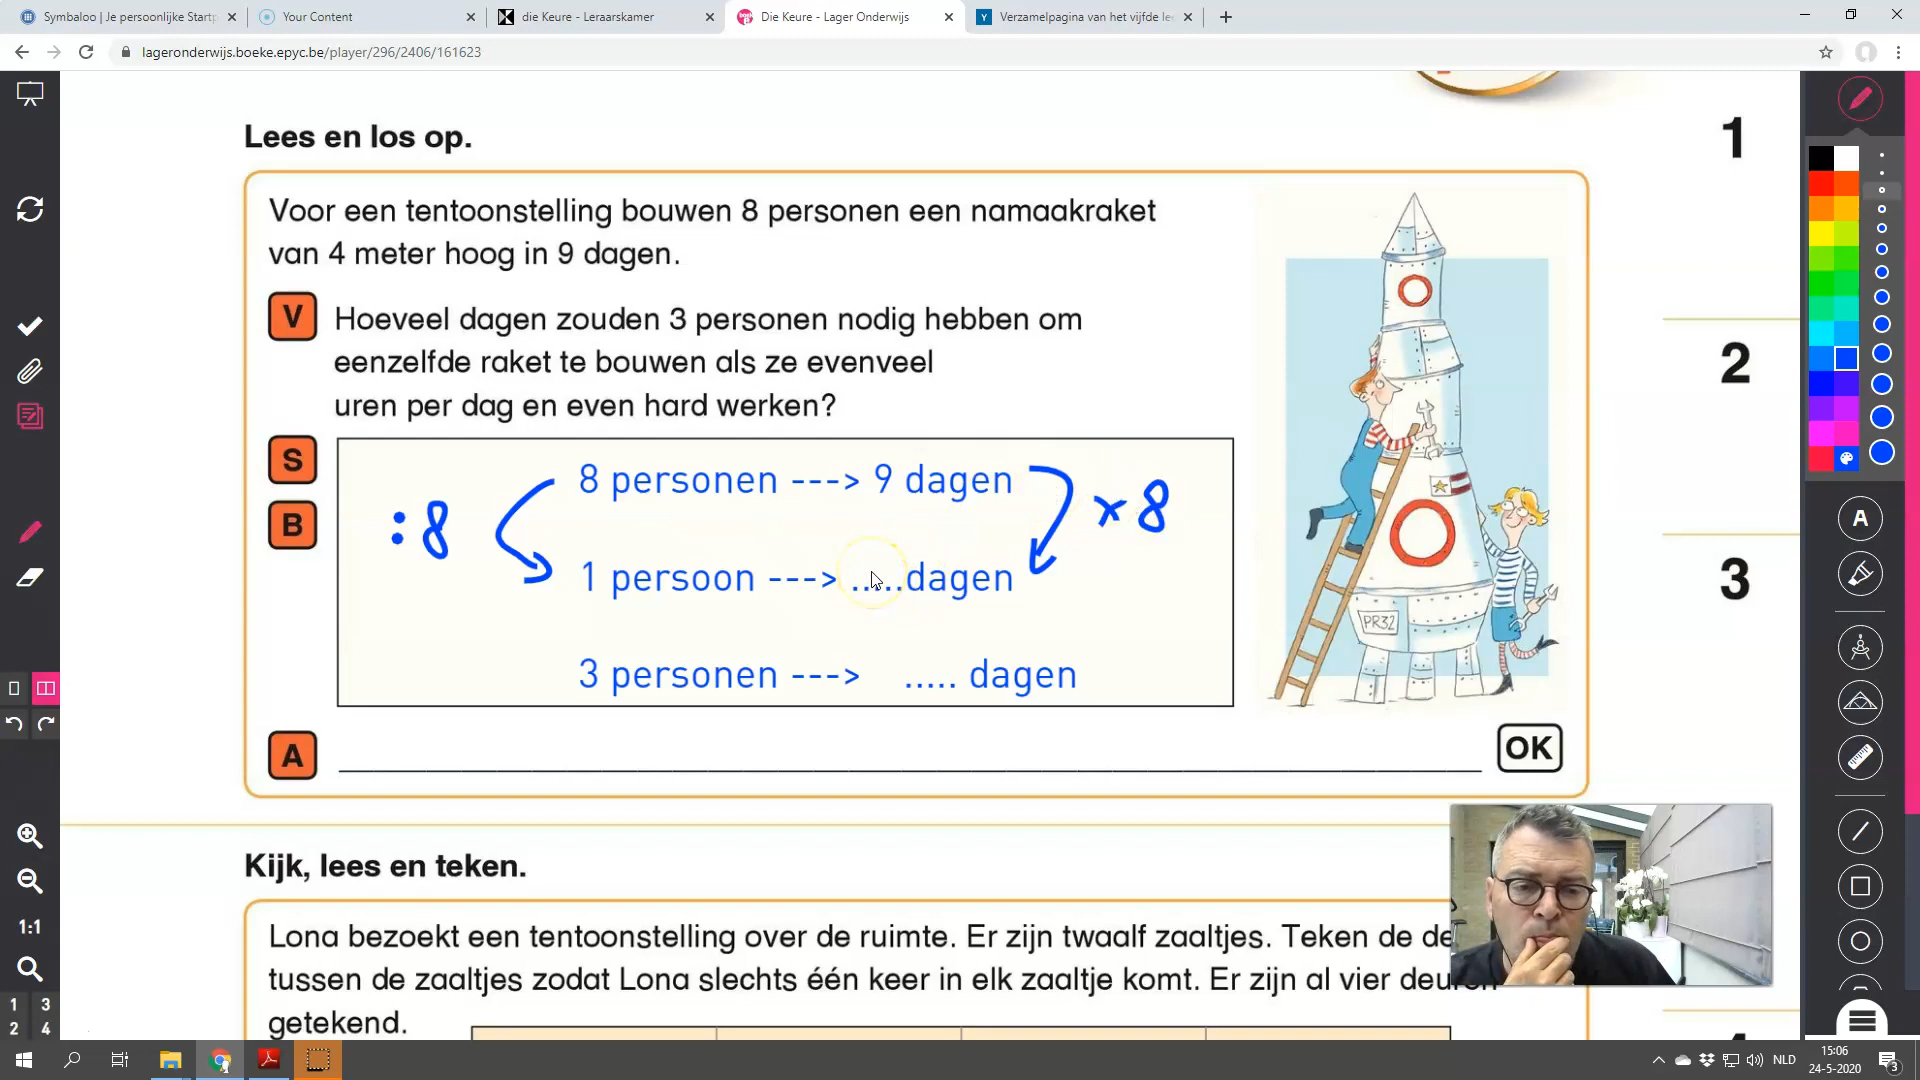 Symbaloo | Je persoonlijke Startp
Your Content
die Keure - Leraarskamer
Die Keure - Lager Onderwijs
Verzamelpagina van het vijfde le
lageronderwijs.boeke.epyc.be/player/296/2406/161623
Lees en los op.
1
Voor een tentoonstelling bouwen 8 personen een namaakraket
van 4 meter hoog in 9 dagen.
V
Hoeveel dagen zouden 3 personen nodig hebben om
eenzelfde raket te bouwen als ze evenveel
uren per dag en even hard werken?
2
S
8 personen ---> 9 dagen
B
:8
x 8
1 persoon ---> .....dagen
3
PR32
3 personen ---> ..... dagen
A
OK
Kijk, lees en teken.
Lona bezoekt een tentoonstelling over de ruimte. Er zijn twaalf zaaltjes. Teken de de
tussen de zaaltjes zodat Lona slechts één keer in elk zaaltje komt. Er zijn al vier deuren
getekend.
1:1
1 3
2 4
A
NLD
15:06
24-5-2020
3